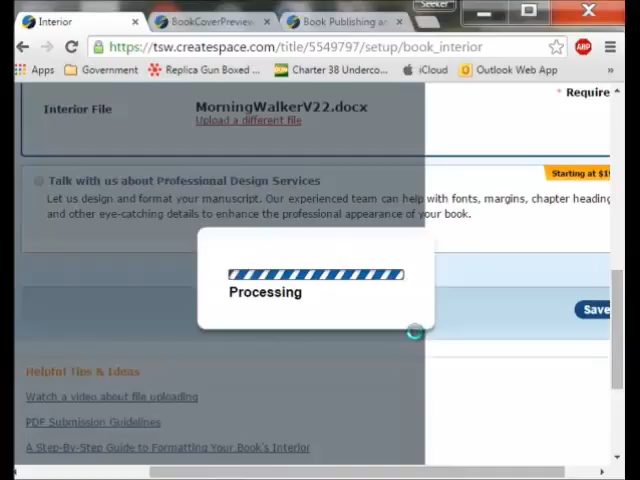 Seeker
Interior
BookCoverPreview
Book Publishing an
https://tsw.createspace.com/title/5549797/setup/book_interior
ABP
Apps Government Replica Gun Boxed ... Charter 38 Underco... iCloud Outlook Web App »
* Require
Interior File MorningWalkerV22.docx
Upload a different file
Starting at $19
Talk with us about Professional Design Services
Let us design and format your manuscript. Our experienced team can help with fonts, margins, chapter heading
and other eye-catching details to enhance the professional appearance of your book.
Processing
Save
Helpful Tips & Ideas
Watch a video about file uploading
PDF Submission Guidelines
A Step-By-Step Guide to Formatting Your Book's Interior